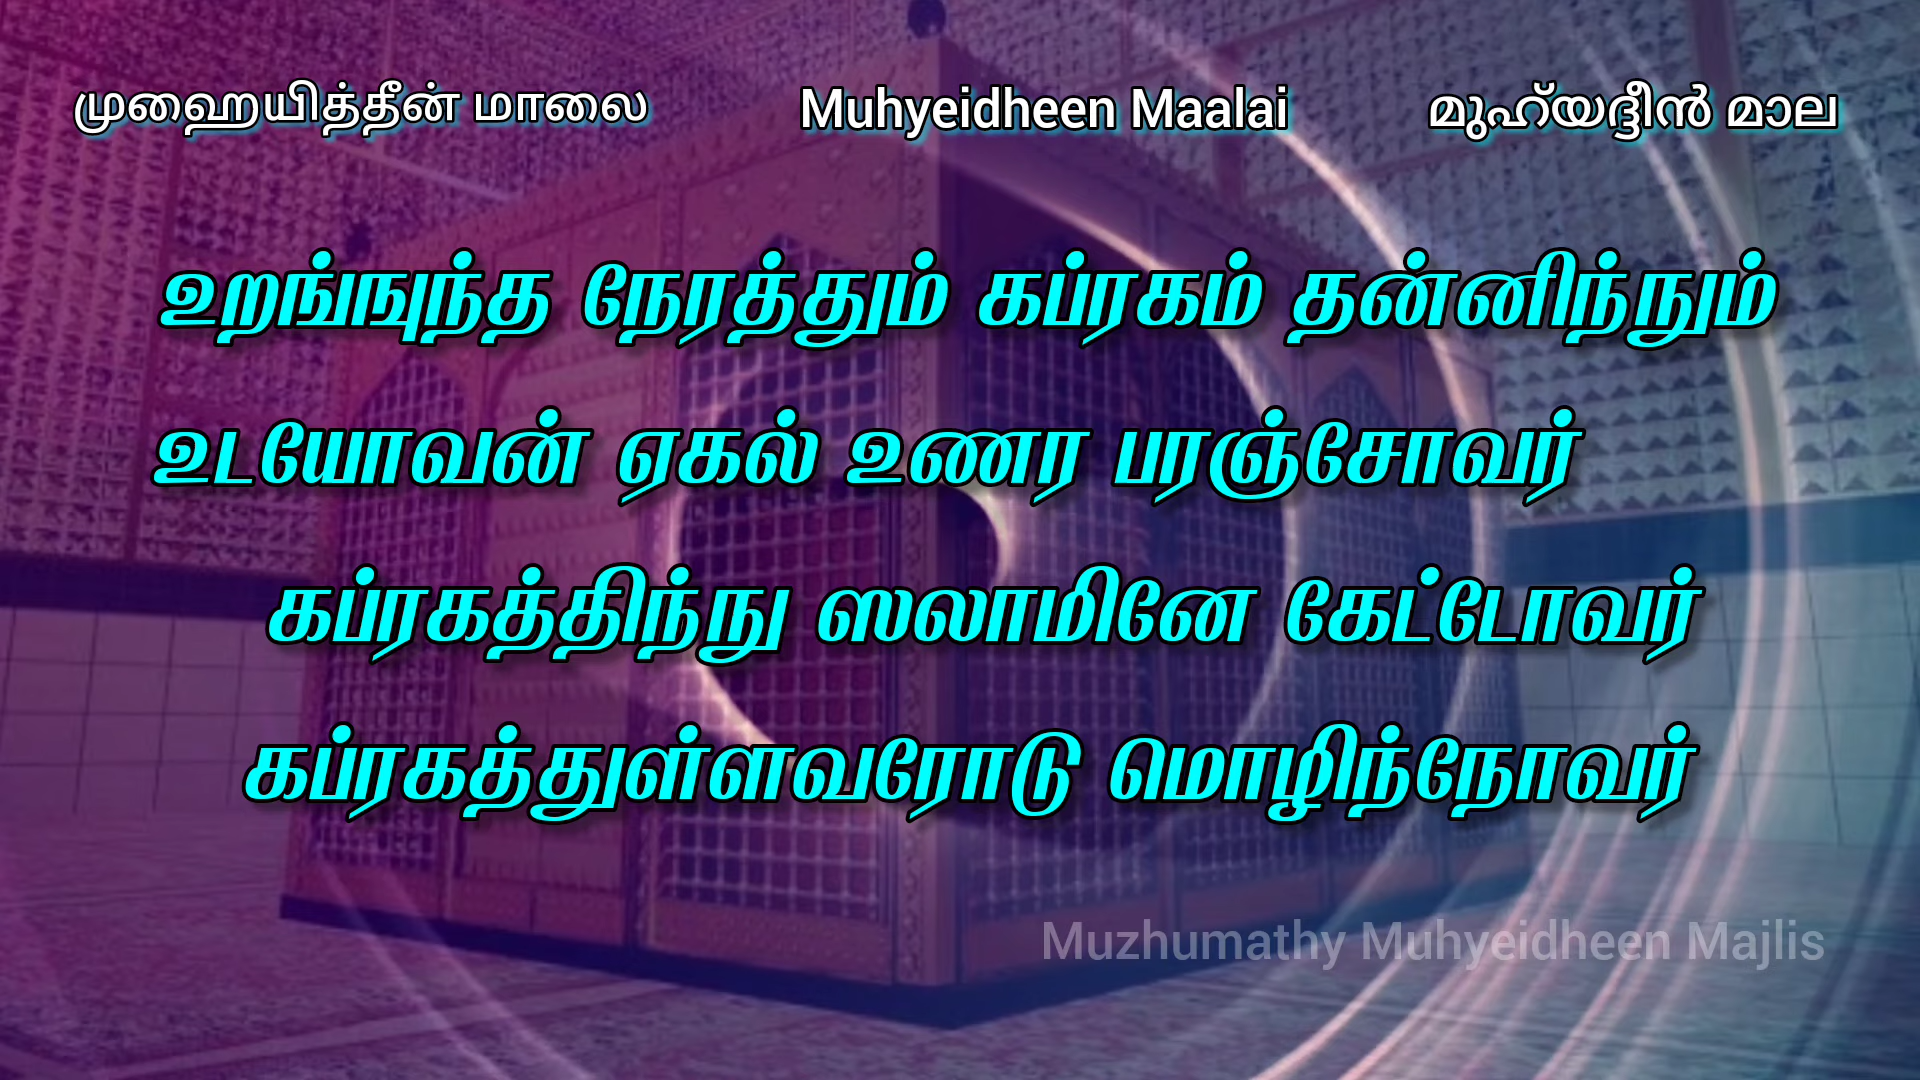 முஹையித்தீன் மாலை Muhyeidheen Maalai മുഹ്‌യദ്ദീൻ മാല
உறங்ஙுந்த நேரத்தும் கப்ரகம் தன்னிந்நும்
உடயோவன் ஏகல் உணர பரஞ்சோவர்
கப்ரகத்திந்நு ஸலாமினே கேட்டோவர்
கப்ரகத்துள்ளவரோடு மொழிந்நோவர்
Muzhumathy Muhyeidheen Majlis